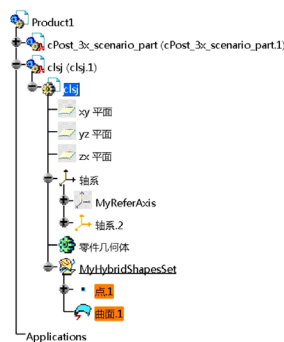 Product1
cPost_3x_scenario_part (cPost_3x_scenario_part.1)
clsj (clsj.1)
clsj
xy 平面
yz 平面
zx 平面
轴系
MyReferAxis
轴系.2
零件几何体
MyHybridShapesSet
点.1
曲面.1
Applications